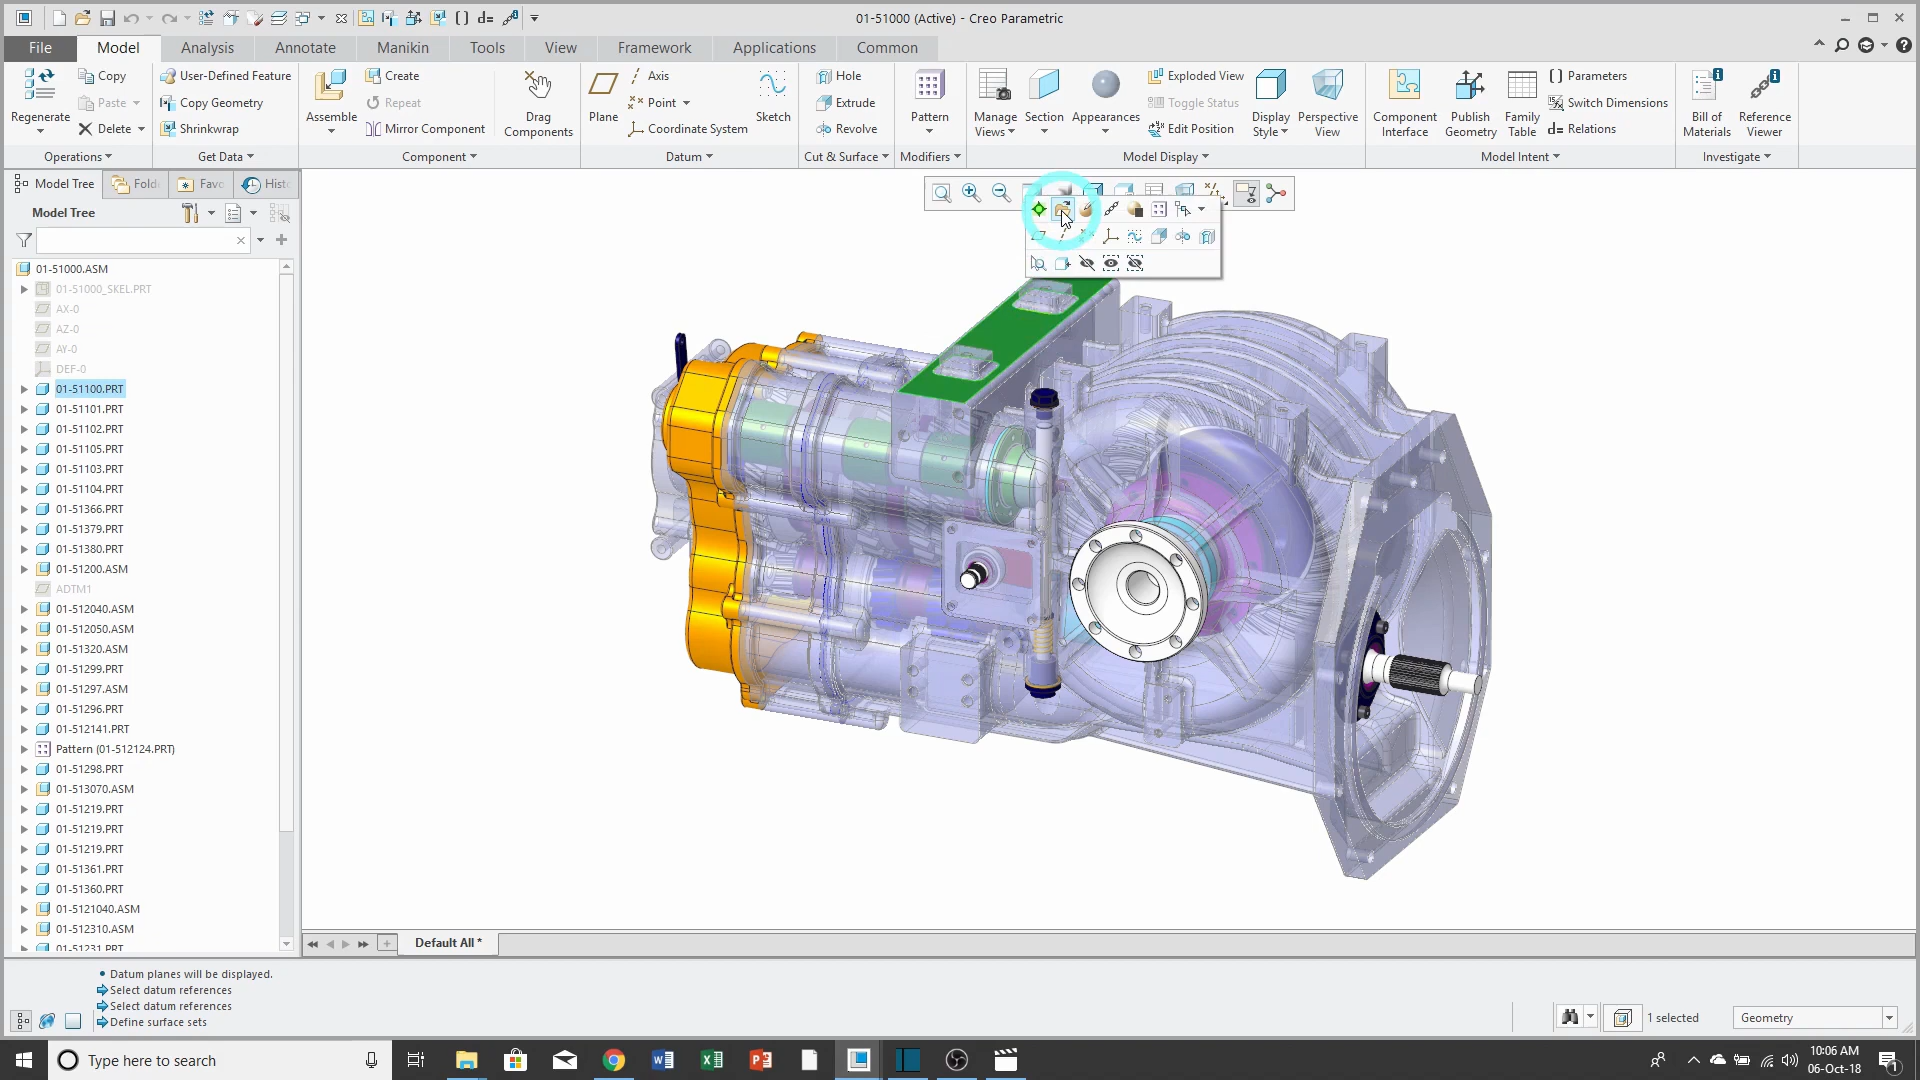 01-51000 (Active) - Creo Parametric
File
Model
Analysis
Annotate
Manikin
Tools
View
Framework
Applications
Common
Regenerate
Copy
Paste
Delete
Operations
User-Defined Feature
Copy Geometry
Shrinkwrap
Get Data
Assemble
Create
Repeat
Mirror Component
Drag
Components
Component
Plane
Axis
Point
Coordinate System
Sketch
Datum
Hole
Extrude
Revolve
Cut & Surface
Pattern
Modifiers
Manage
Views
Section
Appearances
Exploded View
Toggle Status
Edit Position
Display
Style
Perspective
View
Model Display
Component
Interface
Publish
Geometry
Family
Table
Parameters
Switch Dimensions
Relations
Model Intent
Bill of
Materials
Reference
Viewer
Investigate
Model Tree
Fold
Favo
Histo
Model Tree
01-51000.ASM
01-51000_SKEL.PRT
AX-0
AZ-0
AY-0
DEF-0
01-51100.PRT
01-51101.PRT
01-51102.PRT
01-51105.PRT
01-51103.PRT
01-51104.PRT
01-51366.PRT
01-51379.PRT
01-51380.PRT
01-51200.ASM
ADTM1
01-512040.ASM
01-512050.ASM
01-51320.ASM
01-51299.PRT
01-51297.ASM
01-51296.PRT
01-512141.PRT
Pattern (01-512124.PRT)
01-51298.PRT
01-513070.ASM
01-51219.PRT
01-51219.PRT
01-51219.PRT
01-51361.PRT
01-51360.PRT
01-5121040.ASM
01-512310.ASM
01-51231.PRT
Default All *
Datum planes will be displayed.
Select datum references
Select datum references
Define surface sets
1 selected
Geometry
Type here to search
10:06 AM
06-Oct-18
1